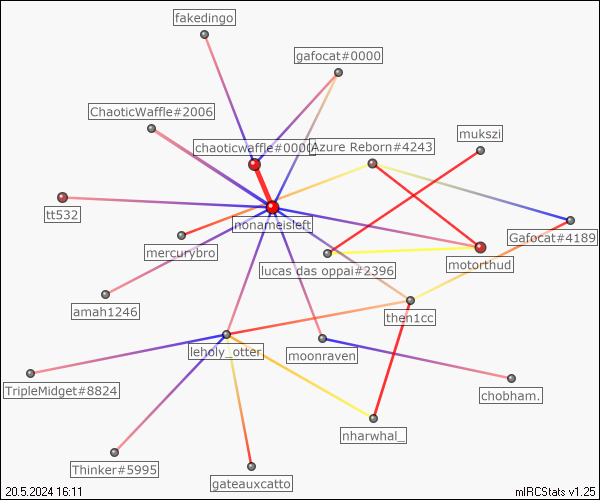 fakedingo
gafocat#0000
ChaoticWaffle#2006
mukszi
chaoticwaffle#0000
Azure Reborn#4243
tt532
nonameisleft
Gafocat#4189
mercurybro
motorthud
lucas das oppai#2396
amah1246
then1cc
leholy_otter
moonraven
TripleMidget#8824
chobham.
nharwhal_
Thinker#5995
gateauxcatto
20.5.2024 16:11
mIRCStats v1.25